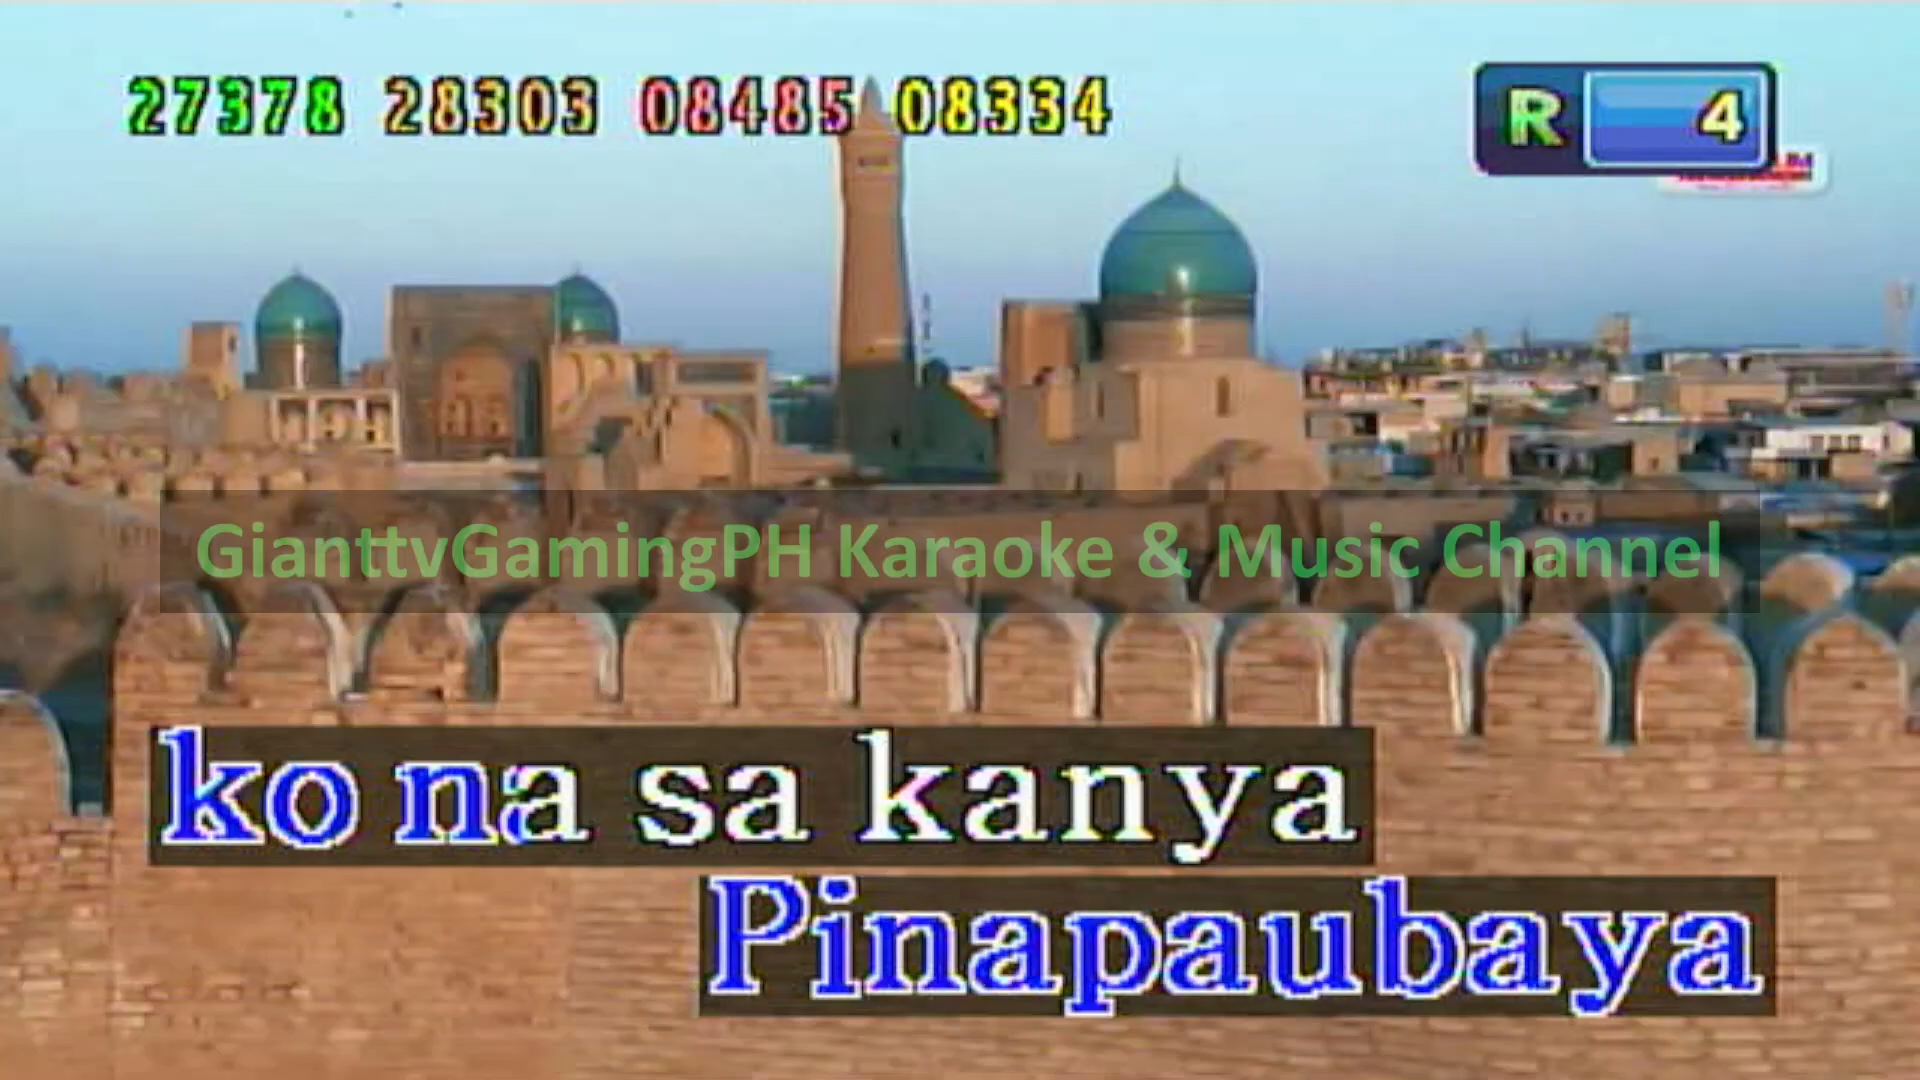 27378 28303 08485 08334
R 4
GianttvGamingPH Karaoke & Music Channel
ko na sa kanya
Pinapaubaya